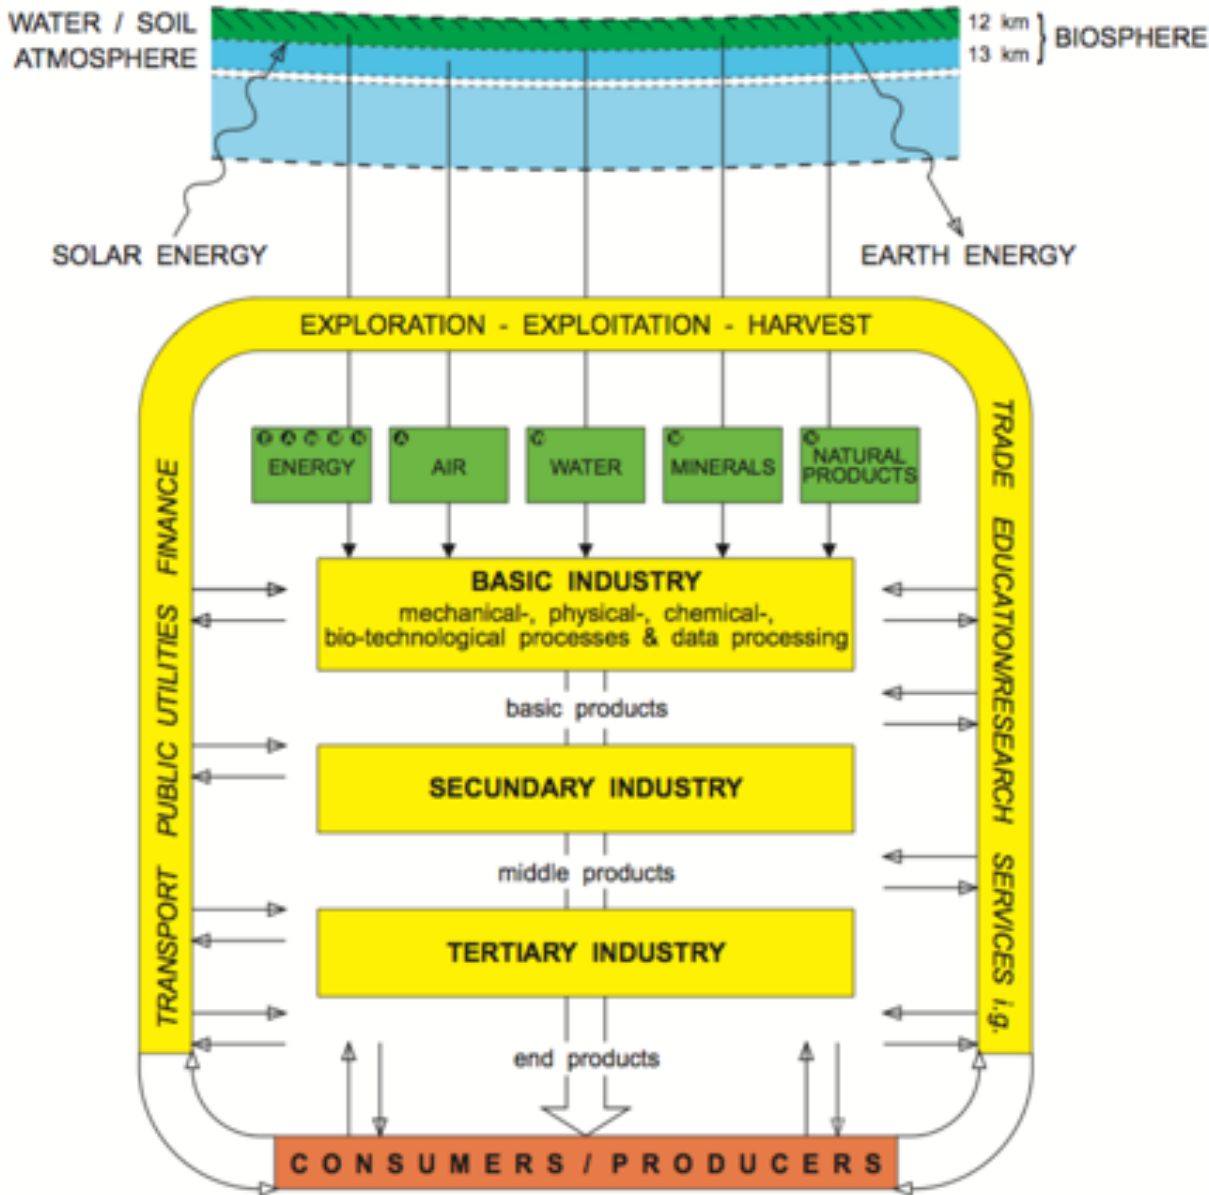 WATER / SOIL
ATMOSPHERE
12 km
13 km
BIOSPHERE
SOLAR ENERGY
EARTH ENERGY
EXPLORATION - EXPLOITATION - HARVEST
ENERGY
AIR
WATER
MINERALS
NATURAL
PRODUCTS
TRANSPORT PUBLIC UTILITIES FINANCE
TRADE EDUCATION/RESEARCH SERVICES i.g.
BASIC INDUSTRY
mechanical-, physical-, chemical-,
bio-technological processes & data processing
basic products
SECUNDARY INDUSTRY
middle products
TERTIARY INDUSTRY
end products
CONSUMERS / PRODUCERS